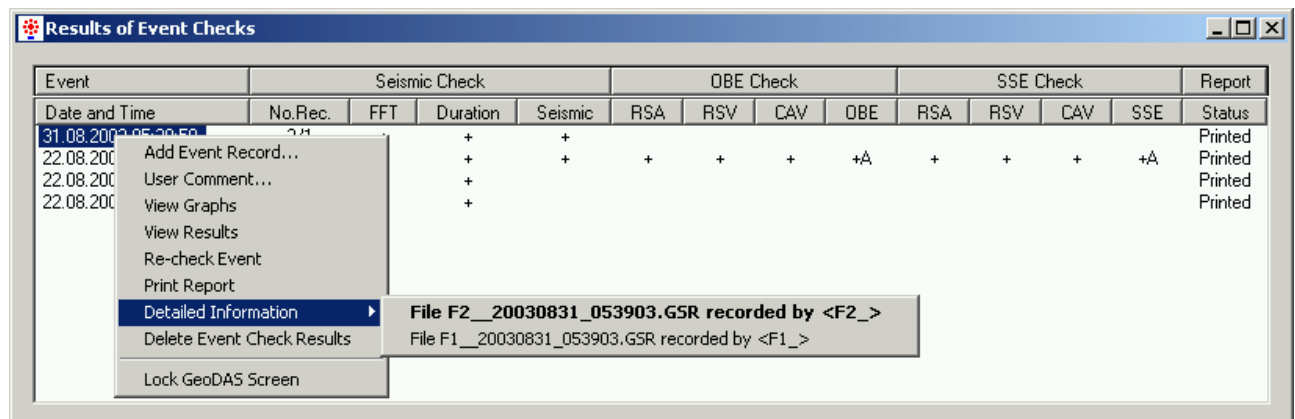 Results of Event Checks
Event Seismic Check OBE Check SSE Check Report
Date and Time No.Rec. FFT Duration Seismic RSA RSV CAV OBE RSA RSV CAV SSE Status
+ + Printed
22.08.200 + + + + + +A + + + +A Printed
22.08.200 + Printed
22.08.200 + Printed
Add Event Record...
User Comment...
View Graphs
View Results
Re-check Event
Print Report
Detailed Information
File F2__20030831_053903.GSR recorded by <F2_>
Delete Event Check Results
File F1__20030831_053903.GSR recorded by <F1_>
Lock GeoDAS Screen